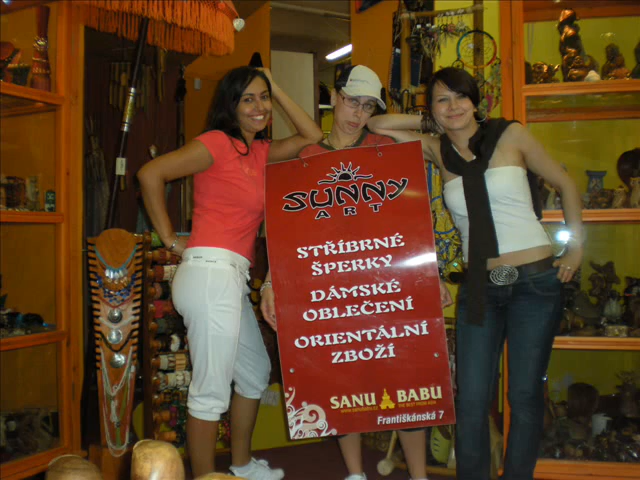 SUNNY
ART
STŘÍBRNÉ
ŠPERKY
DÁMSKÉ
OBLEČENÍ
ORIENTÁLNÍ
ZBOŽÍ
SANU BABU
Františkánská 7